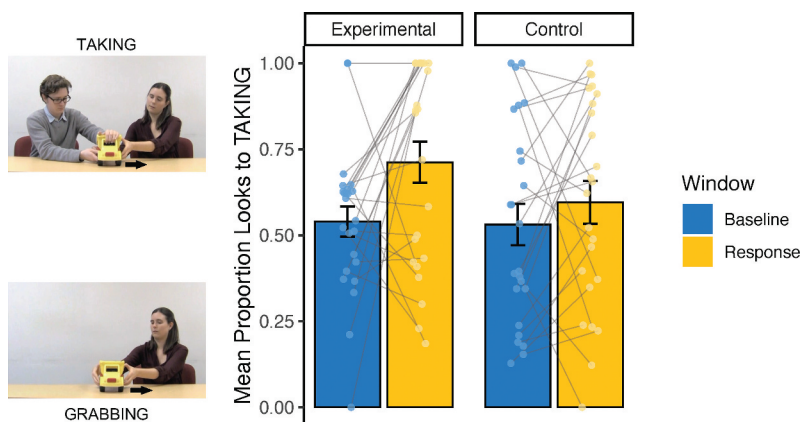 TAKING
GRABBING
Mean Proportion Looks to TAKING
1.00
0.75
0.50
0.25
0.00
Experimental
Control
Window
Baseline
Response